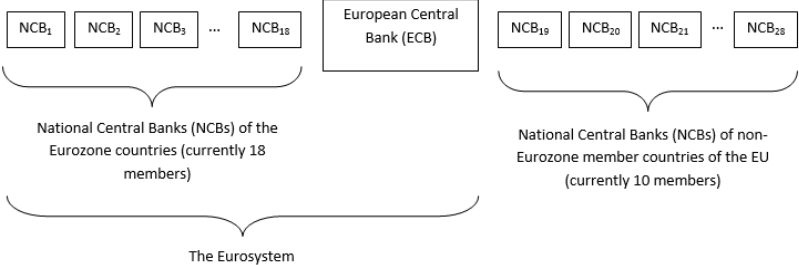 NCB₁ NCB₂ NCB₃ ... NCB₁₈
European Central
Bank (ECB)
NCB₁₉ NCB₂₀ NCB₂₁ ... NCB₂₈
National Central Banks (NCBs) of the
Eurozone countries (currently 18
members)
National Central Banks (NCBs) of non-
Eurozone member countries of the EU
(currently 10 members)
The Eurosystem